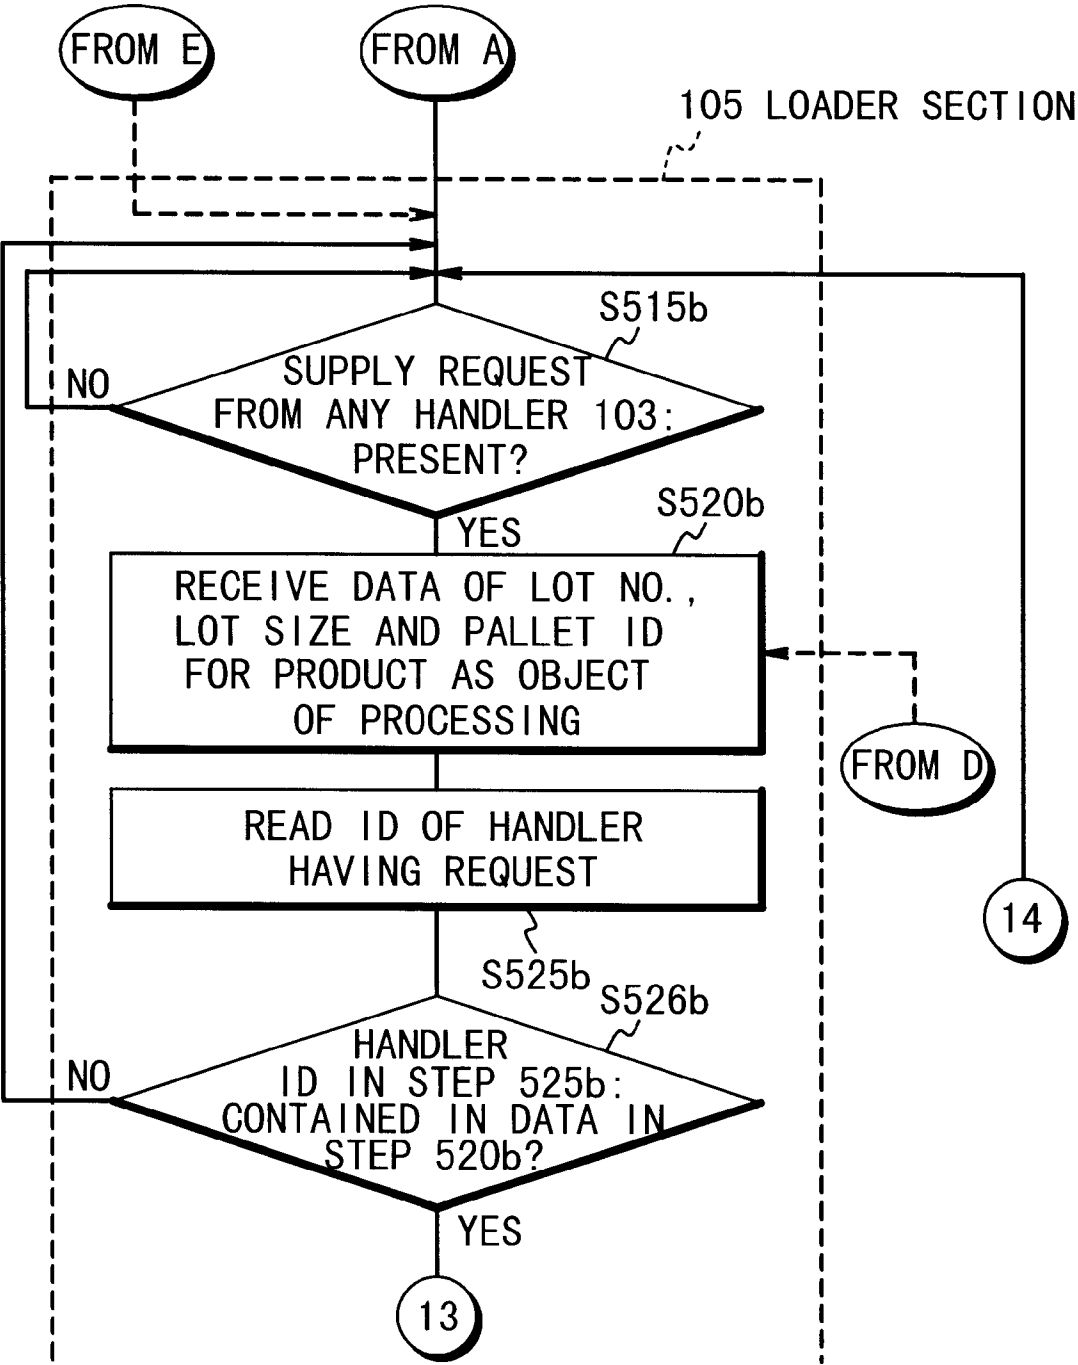 FROM E
FROM A
105 LOADER SECTION
S515b
SUPPLY REQUEST
FROM ANY HANDLER 103:
PRESENT?
NO
YES
S520b
RECEIVE DATA OF LOT NO.,
LOT SIZE AND PALLET ID
FOR PRODUCT AS OBJECT
OF PROCESSING
FROM D
READ ID OF HANDLER
HAVING REQUEST
14
S525b
S526b
HANDLER
ID IN STEP 525b:
CONTAINED IN DATA IN
STEP 520b?
NO
YES
13